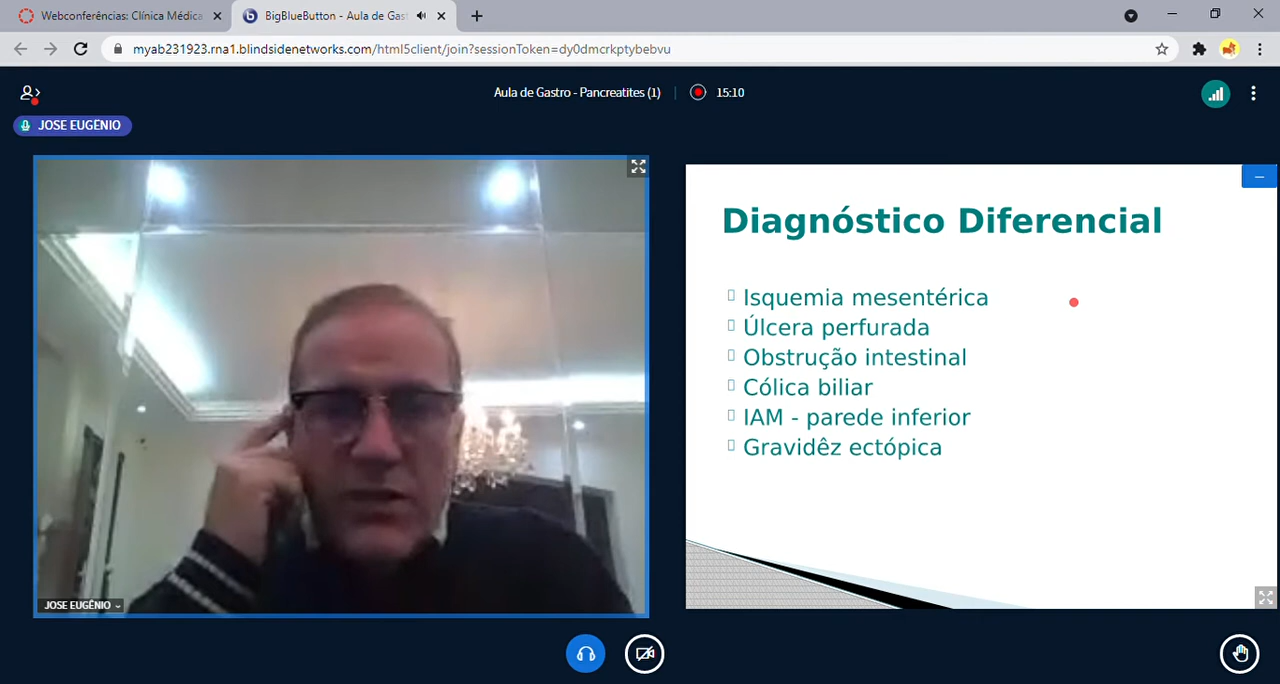 Webconferências: Clínica Médica
BigBlueButton - Aula de Gas
myab231923.rna1.blindsidenetworks.com/html5client/join?sessionToken=dy0dmcrkptybebvu
Aula de Gastro - Pancreatites (1)
15:10
JOSE EUGÊNIO
Diagnóstico Diferencial
Isquemia mesentérica
Úlcera perfurada
Obstrução intestinal
Cólica biliar
IAM - parede inferior
Gravidêz ectópica
JOSE EUGÊNIO